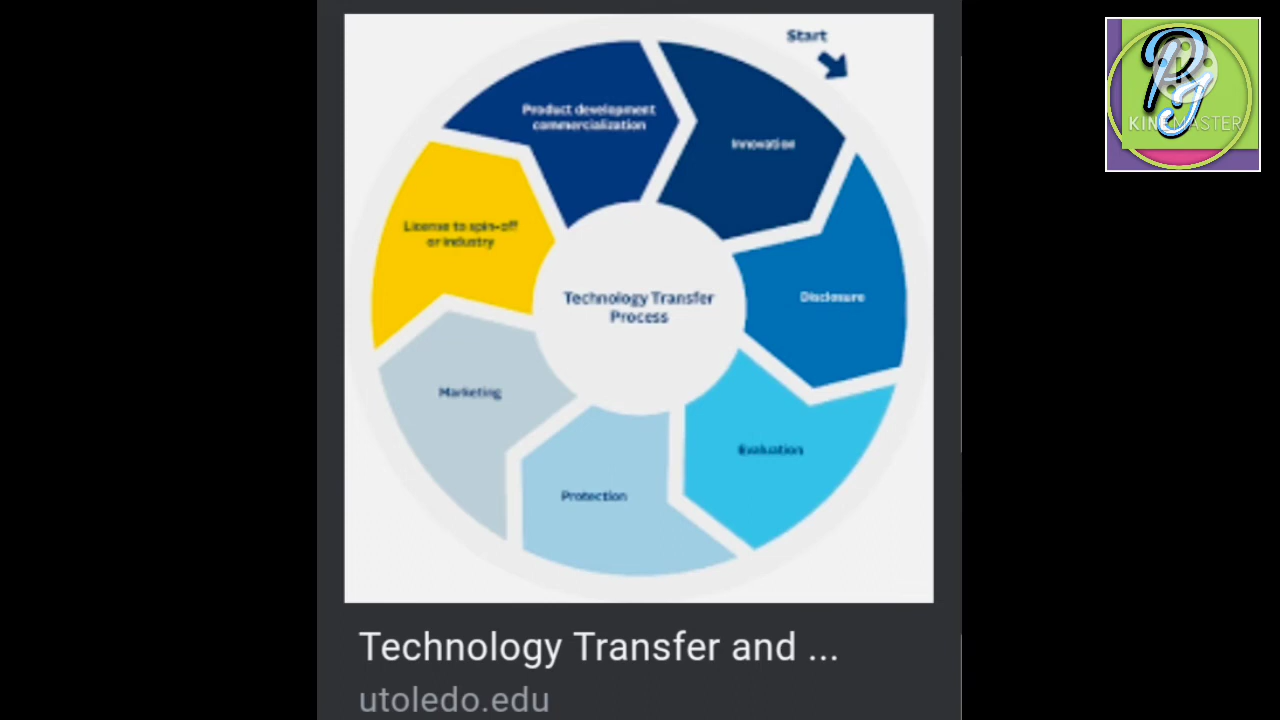 Start
Innovation
Disclosure
Evaluation
Protection
Marketing
License to spin-off
or industry
Product development
commercialization
Technology Transfer
Process
Technology Transfer and ...
utoledo.edu
KINEMASTER